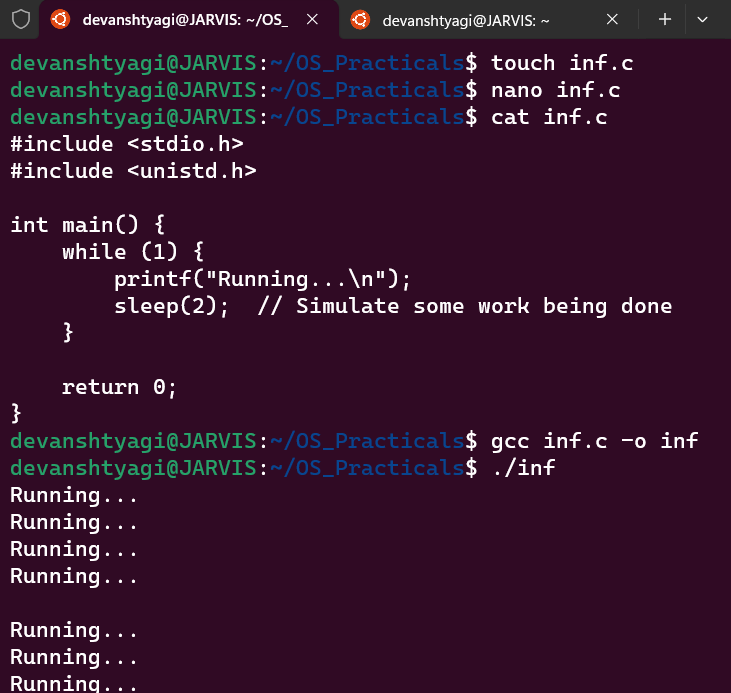 devanshtyagi@JARVIS: ~/OS_
devanshtyagi@JARVIS: ~
devanshtyagi@JARVIS:~/OS_Practicals$ touch inf.c
devanshtyagi@JARVIS:~/OS_Practicals$ nano inf.c
devanshtyagi@JARVIS:~/OS_Practicals$ cat inf.c
#include <stdio.h>
#include <unistd.h>

int main() {
    while (1) {
        printf("Running...\n");
        sleep(2);  // Simulate some work being done
    }

    return 0;
}
devanshtyagi@JARVIS:~/OS_Practicals$ gcc inf.c -o inf
devanshtyagi@JARVIS:~/OS_Practicals$ ./inf
Running...
Running...
Running...
Running...

Running...
Running...
Running...